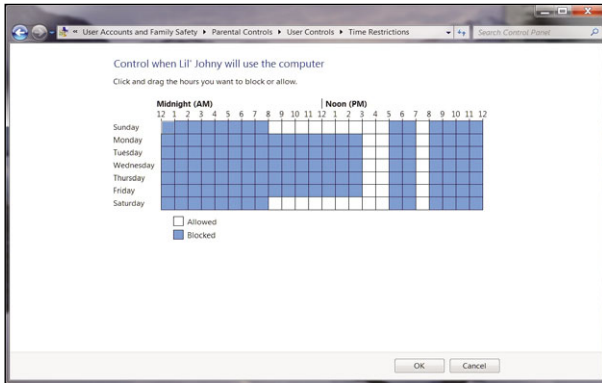 « User Accounts and Family Safety ▸ Parental Controls ▸ User Controls ▸ Time Restrictions
Search Control Panel
Control when Lil' Johny will use the computer
Click and drag the hours you want to block or allow.
Midnight (AM) Noon (PM)
12 1 2 3 4 5 6 7 8 9 10 11 12 1 2 3 4 5 6 7 8 9 10 11 12
Sunday
Monday
Tuesday
Wednesday
Thursday
Friday
Saturday
Allowed
Blocked
OK Cancel